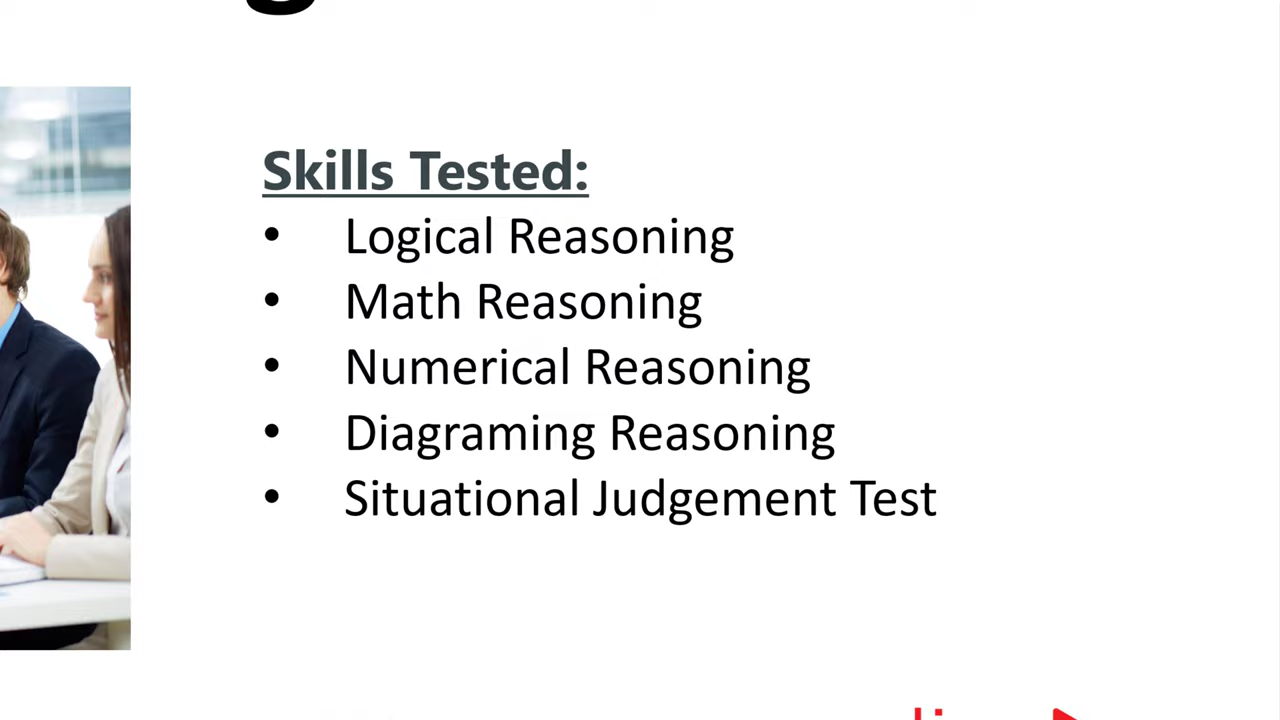 Skills Tested:
• Logical Reasoning
• Math Reasoning
• Numerical Reasoning
• Diagraming Reasoning
• Situational Judgement Test